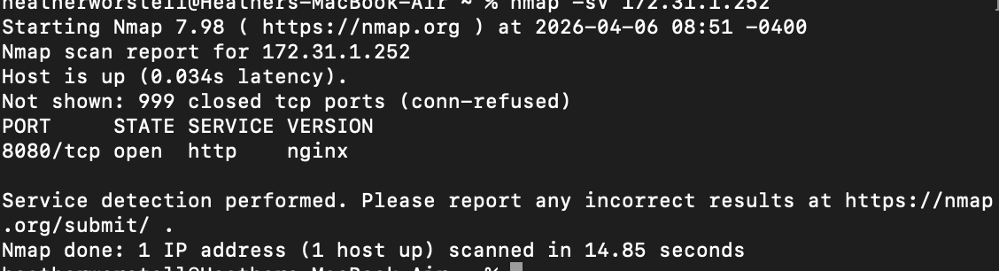 heatherworstell@Heathers-MacBook-Air ~ % nmap -sV 172.31.1.252
Starting Nmap 7.98 ( https://nmap.org ) at 2026-04-06 08:51 -0400
Nmap scan report for 172.31.1.252
Host is up (0.034s latency).
Not shown: 999 closed tcp ports (conn-refused)
PORT     STATE SERVICE VERSION
8080/tcp open  http    nginx
Service detection performed. Please report any incorrect results at https://nmap
.org/submit/ .
Nmap done: 1 IP address (1 host up) scanned in 14.85 seconds
heatherworstell@Heathers-MacBook-Air ~ %